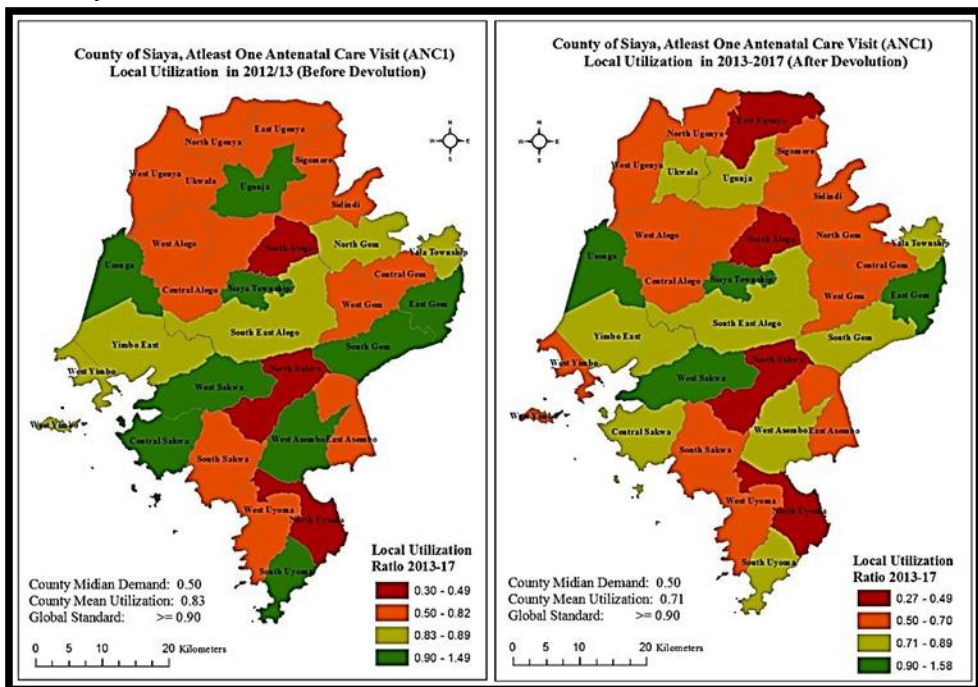 County of Siaya, Atleast One Antenatal Care Visit (ANC1)
Local Utilization in 2012/13 (Before Devolution)
N
W
E
S
East Ugenya
North Ugenya
Sigomere
West Ugenya
Ukwala
Ugunja
Sidindi
West Alego
North Alego
North Gem
Yala Township
Usonga
Central Gem
Central Alego
Siaya Township
West Gem
East Gem
South East Alego
Yimbo East
South Gem
West Yimbo
North Sakwa
West Sakwa
West Yimbo
Central Sakwa
West Asembo
East Asembo
South Sakwa
West Uyoma
North Uyoma
South Uyoma
Local Utilization
Ratio 2013-17
0.30 - 0.49
0.50 - 0.82
0.83 - 0.89
0.90 - 1.49
County Midian Demand: 0.50
County Mean Utilization: 0.83
Global Standard: >= 0.90
0 5 10 20 Kilometers
County of Siaya, Atleast One Antenatal Care Visit (ANC1)
Local Utilization in 2013-2017 (After Devolution)
N
W
E
S
East Ugenya
North Ugenya
Sigomere
West Ugenya
Ukwala
Ugunja
Sidindi
West Alego
North Alego
North Gem
Yala Township
Usonga
Central Gem
Central Alego
Siaya Township
West Gem
East Gem
South East Alego
Yimbo East
South Gem
West Yimbo
North Sakwa
West Sakwa
West Yimbo
Central Sakwa
West Asembo
East Asembo
South Sakwa
West Uyoma
North Uyoma
South Uyoma
Local Utilization
Ratio 2013-17
0.27 - 0.49
0.50 - 0.70
0.71 - 0.89
0.90 - 1.58
County Midian Demand: 0.50
County Mean Utilization: 0.71
Global Standard: >= 0.90
0 5 10 20 Kilometers